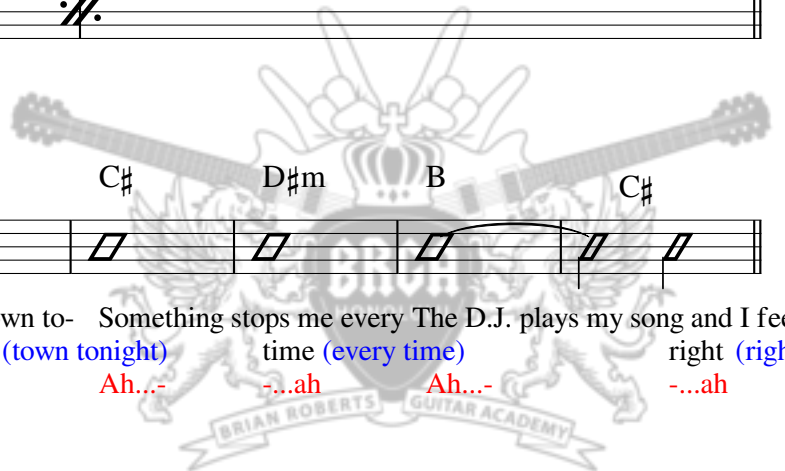 C♯ D♯m B C♯
BRGA
wn to- Something stops me every The D.J. plays my song and I fee
(town tonight) time (every time) right (righ
Ah...- -...ah Ah...- -...ah
BRIAN ROBERTS GUITAR ACADEMY